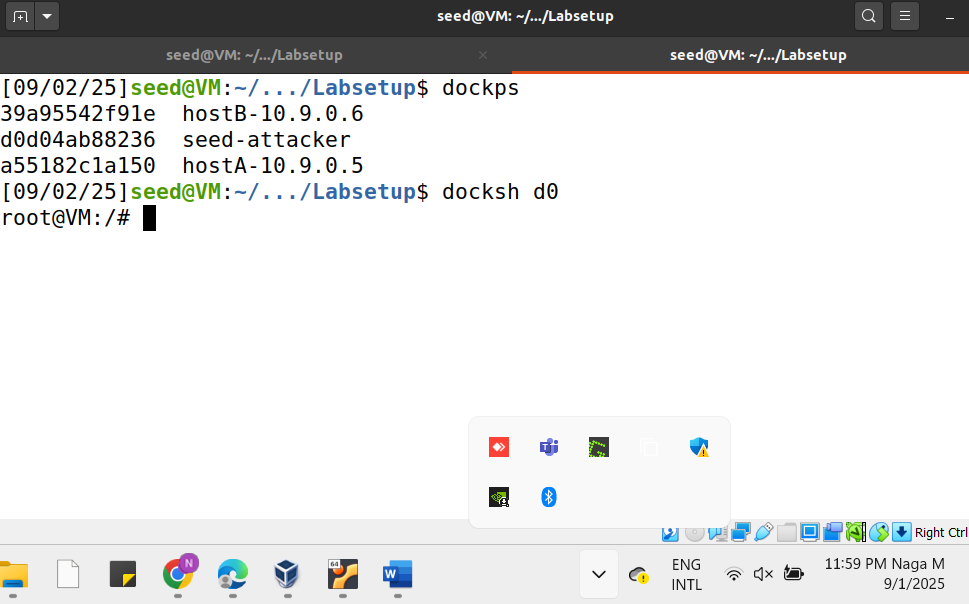 seed@VM: ~/.../Labsetup
seed@VM: ~/.../Labsetup
seed@VM: ~/.../Labsetup
[09/02/25]seed@VM:~/.../Labsetup$ dockps
39a95542f91e  hostB-10.9.0.6
d0d04ab88236  seed-attacker
a55182c1a150  hostA-10.9.0.5
[09/02/25]seed@VM:~/.../Labsetup$ docksh d0
root@VM:/#
Right Ctrl
N
64
W
ENG
INTL
11:59 PM Naga M
9/1/2025